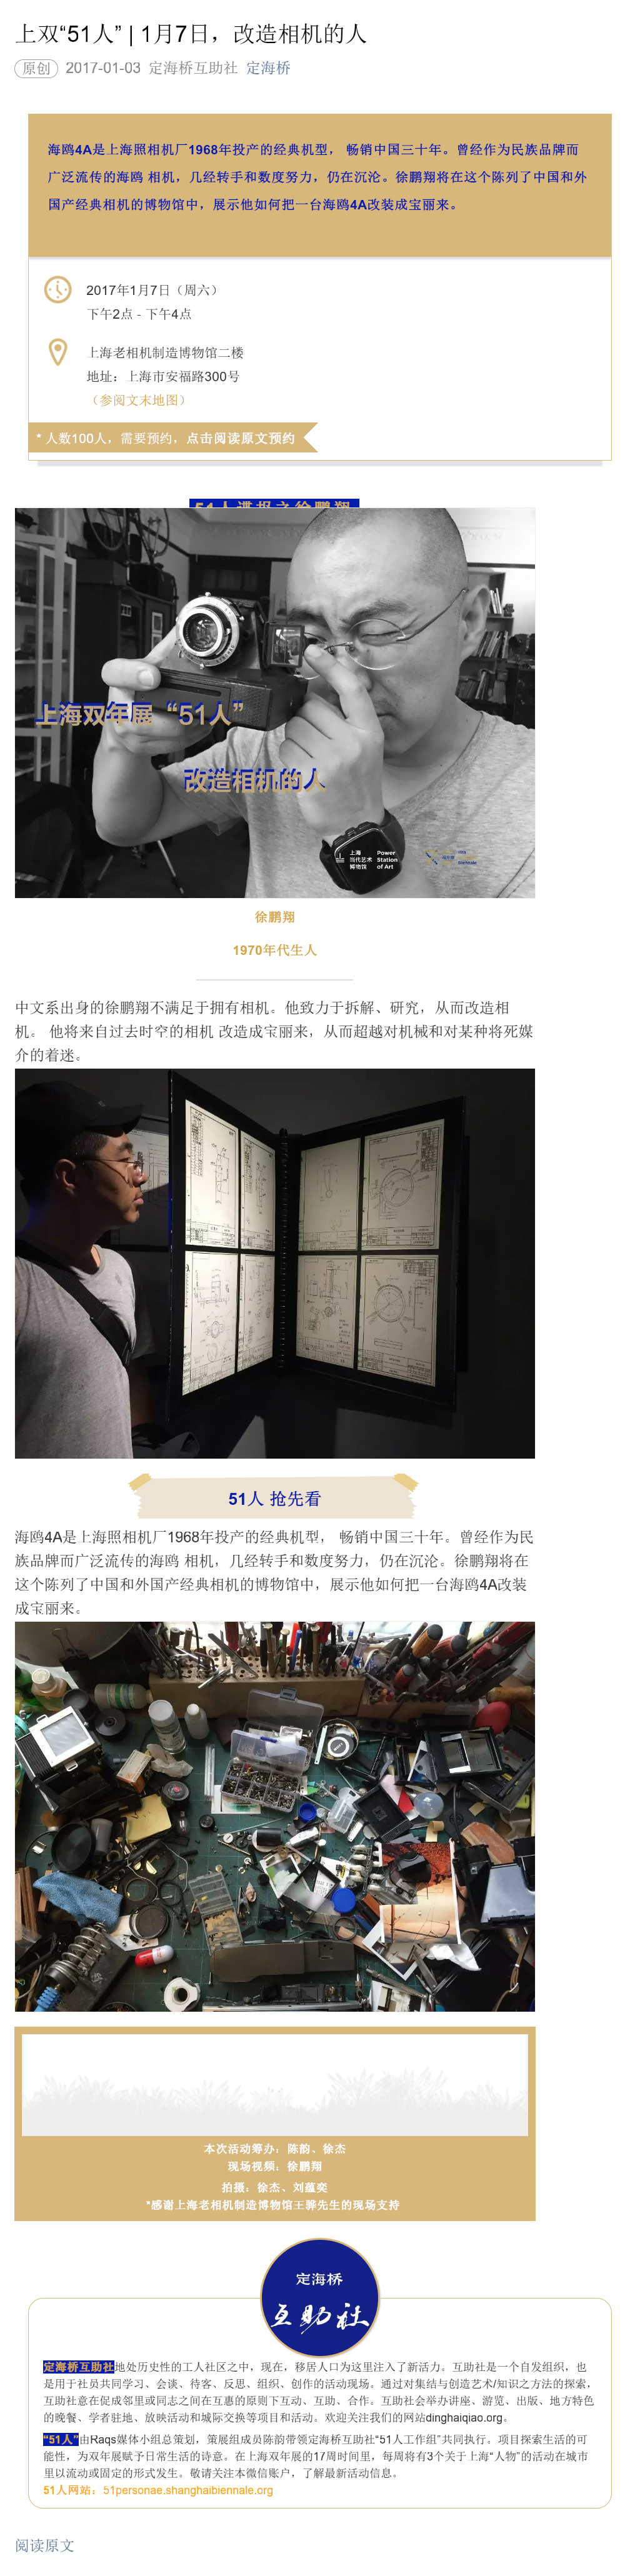 上双“51人” | 1月7日，改造相机的人
原创 2017-01-03 定海桥互助社 定海桥
海鸥4A是上海照相机厂1968年投产的经典机型， 畅销中国三十年。曾经作为民族品牌而
广泛流传的海鸥 相机，几经转手和数度努力，仍在沉沦。徐鹏翔将在这个陈列了中国和外
国产经典相机的博物馆中，展示他如何把一台海鸥4A改装成宝丽来。
2017年1月7日（周六）
下午2点 - 下午4点
上海老相机制造博物馆二楼
地址：上海市安福路300号
（参阅文末地图）
* 人数100人，需要预约，点击阅读原文预约
51人谍报之徐鹏翔
上海双年展“51人”
改造相机的人
上海
当代艺术
博物馆
Power
Station
of Art
徐鹏翔
1970年代生人
中文系出身的徐鹏翔不满足于拥有相机。他致力于拆解、研究，从而改造相
机。 他将来自过去时空的相机 改造成宝丽来，从而超越对机械和对某种将死媒
介的着迷。
51人 抢先看
海鸥4A是上海照相机厂1968年投产的经典机型， 畅销中国三十年。曾经作为民
族品牌而广泛流传的海鸥 相机，几经转手和数度努力，仍在沉沦。徐鹏翔将在
这个陈列了中国和外国产经典相机的博物馆中，展示他如何把一台海鸥4A改装
成宝丽来。
本次活动筹办：陈韵、徐杰
现场视频：徐鹏翔
拍摄：徐杰、刘蕴奕
*感谢上海老相机制造博物馆王骅先生的现场支持
定海桥
互助社
定海桥互助社地处历史性的工人社区之中，现在，移居人口为这里注入了新活力。互助社是一个自发组织，也
是用于社员共同学习、会谈、待客、反思、组织、创作的活动现场。通过对集结与创造艺术/知识之方法的探索，
互助社意在促成邻里或同志之间在互惠的原则下互动、互助、合作。互助社会举办讲座、游览、出版、地方特色
的晚餐、学者驻地、放映活动和城际交换等项目和活动。欢迎关注我们的网站dinghaiqiao.org。
“51人”由Raqs媒体小组总策划，策展组成员陈韵带领定海桥互助社“51人工作组”共同执行。项目探索生活的可
能性，为双年展赋予日常生活的诗意。在上海双年展的17周时间里，每周将有3个关于上海“人物”的活动在城市
里以流动或固定的形式发生。敬请关注本微信账户，了解最新活动信息。
51人网站：51personae.shanghaibiennale.org
阅读原文